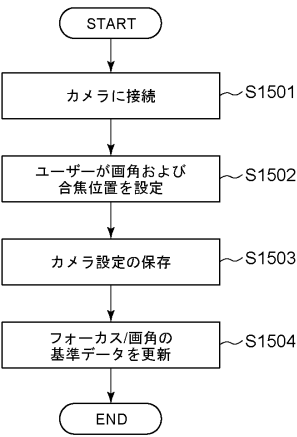 START
カメラに接続
S1501
ユーザーが画角および
合焦位置を設定
S1502
カメラ設定の保存
S1503
フォーカス/画角の
基準データを更新
S1504
END